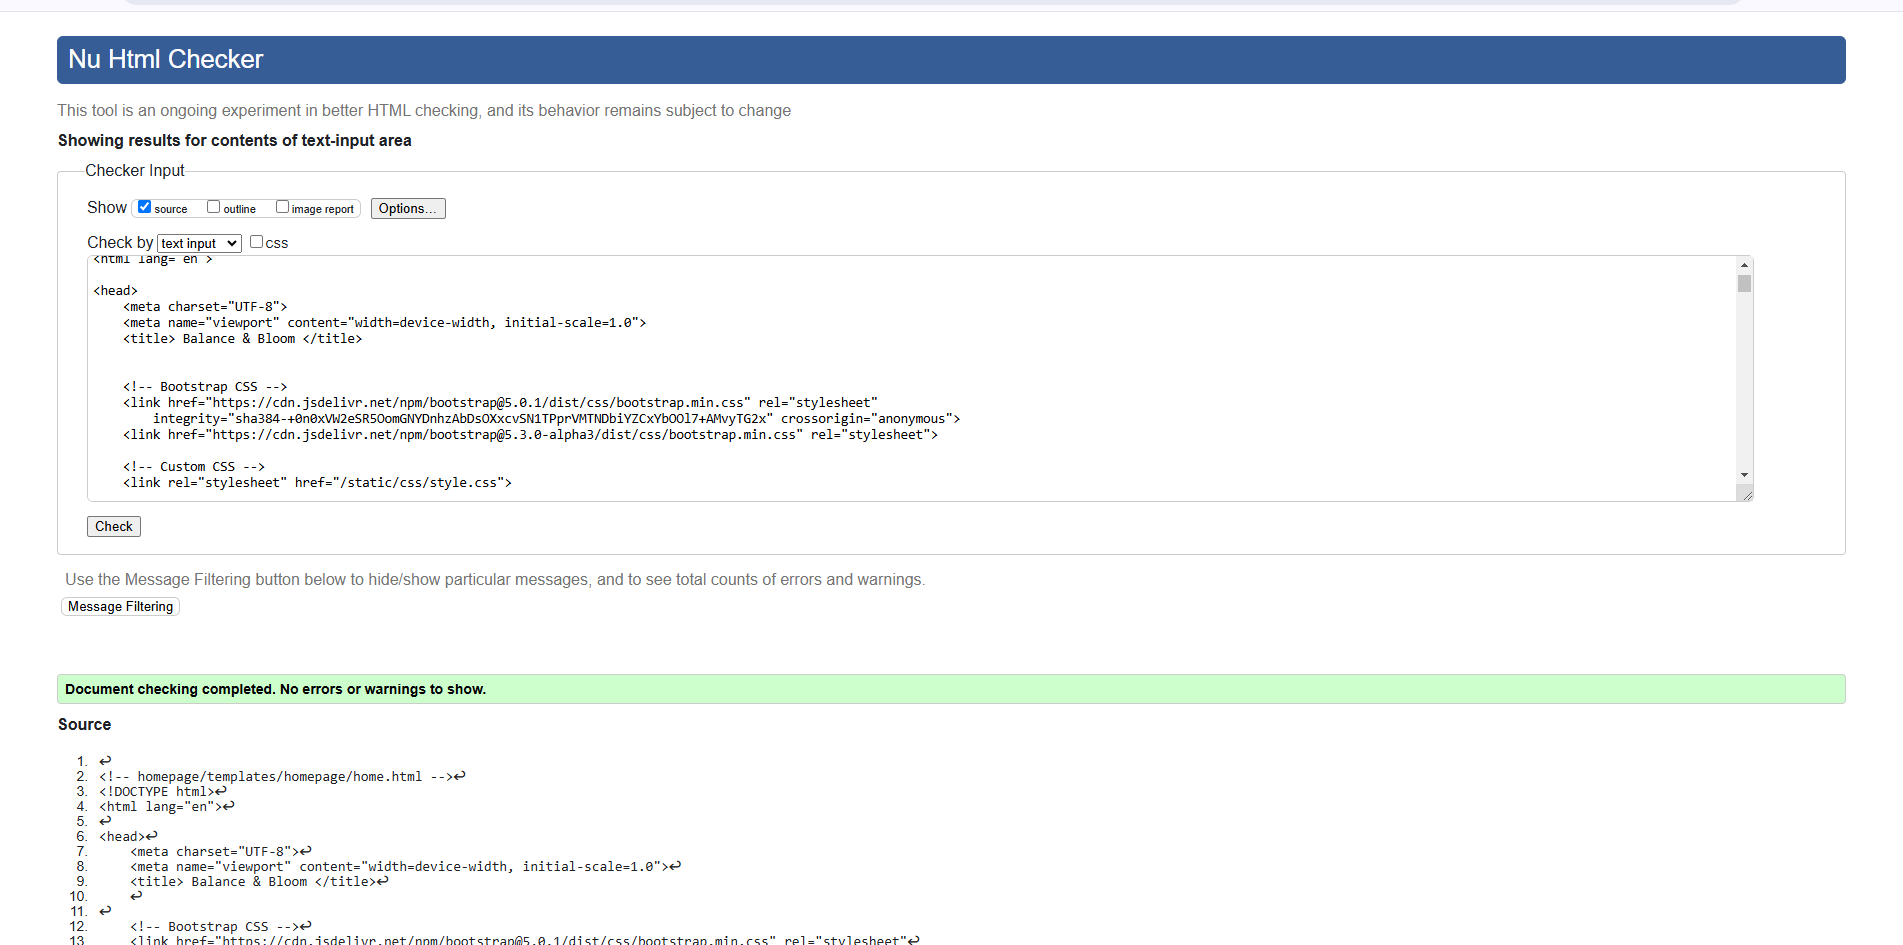 Nu Html Checker
This tool is an ongoing experiment in better HTML checking, and its behavior remains subject to change
Showing results for contents of text-input area
Checker Input
Show source outline image report Options...
Check by text input css
<html lang="en">
<head>
<meta charset="UTF-8">
<meta name="viewport" content="width=device-width, initial-scale=1.0">
<title> Balance & Bloom </title>
<!-- Bootstrap CSS -->
<link href="https://cdn.jsdelivr.net/npm/bootstrap@5.0.1/dist/css/bootstrap.min.css" rel="stylesheet"
integrity="sha384-+0n0xVW2eSR5OomGNYDnhzAbDsOXxcvSN1TPprVMTNDbiYZCxYbOOl7+AMvyTG2x" crossorigin="anonymous">
<link href="https://cdn.jsdelivr.net/npm/bootstrap@5.3.0-alpha3/dist/css/bootstrap.min.css" rel="stylesheet">
<!-- Custom CSS -->
<link rel="stylesheet" href="/static/css/style.css">
Check
Use the Message Filtering button below to hide/show particular messages, and to see total counts of errors and warnings.
Message Filtering
Document checking completed. No errors or warnings to show.
Source
1. ↩
2. <!-- homepage/templates/homepage/home.html -->↩
3. <!DOCTYPE html>↩
4. <html lang="en">↩
5. ↩
6. <head>↩
7. <meta charset="UTF-8">↩
8. <meta name="viewport" content="width=device-width, initial-scale=1.0">↩
9. <title> Balance & Bloom </title>↩
10. ↩
11. ↩
12. <!-- Bootstrap CSS -->↩
13. <link href="https://cdn.jsdelivr.net/npm/bootstrap@5.0.1/dist/css/bootstrap.min.css" rel="stylesheet"↩